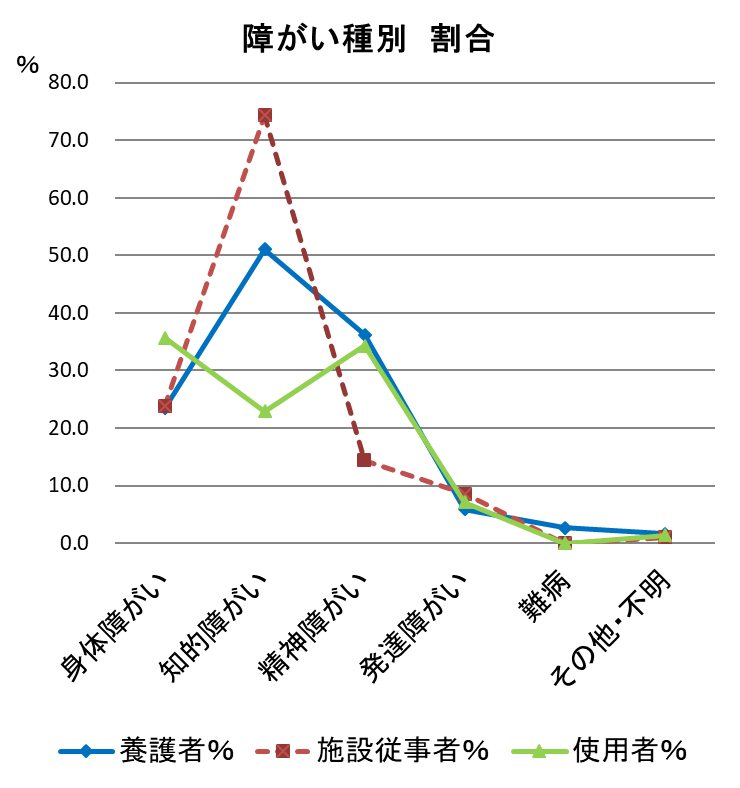 障がい種別　割合
%
80.0
70.0
60.0
50.0
40.0
30.0
20.0
10.0
0.0
身体障がい
知的障がい
精神障がい
発達障がい
難病
その他・不明
養護者% 施設従事者% 使用者%